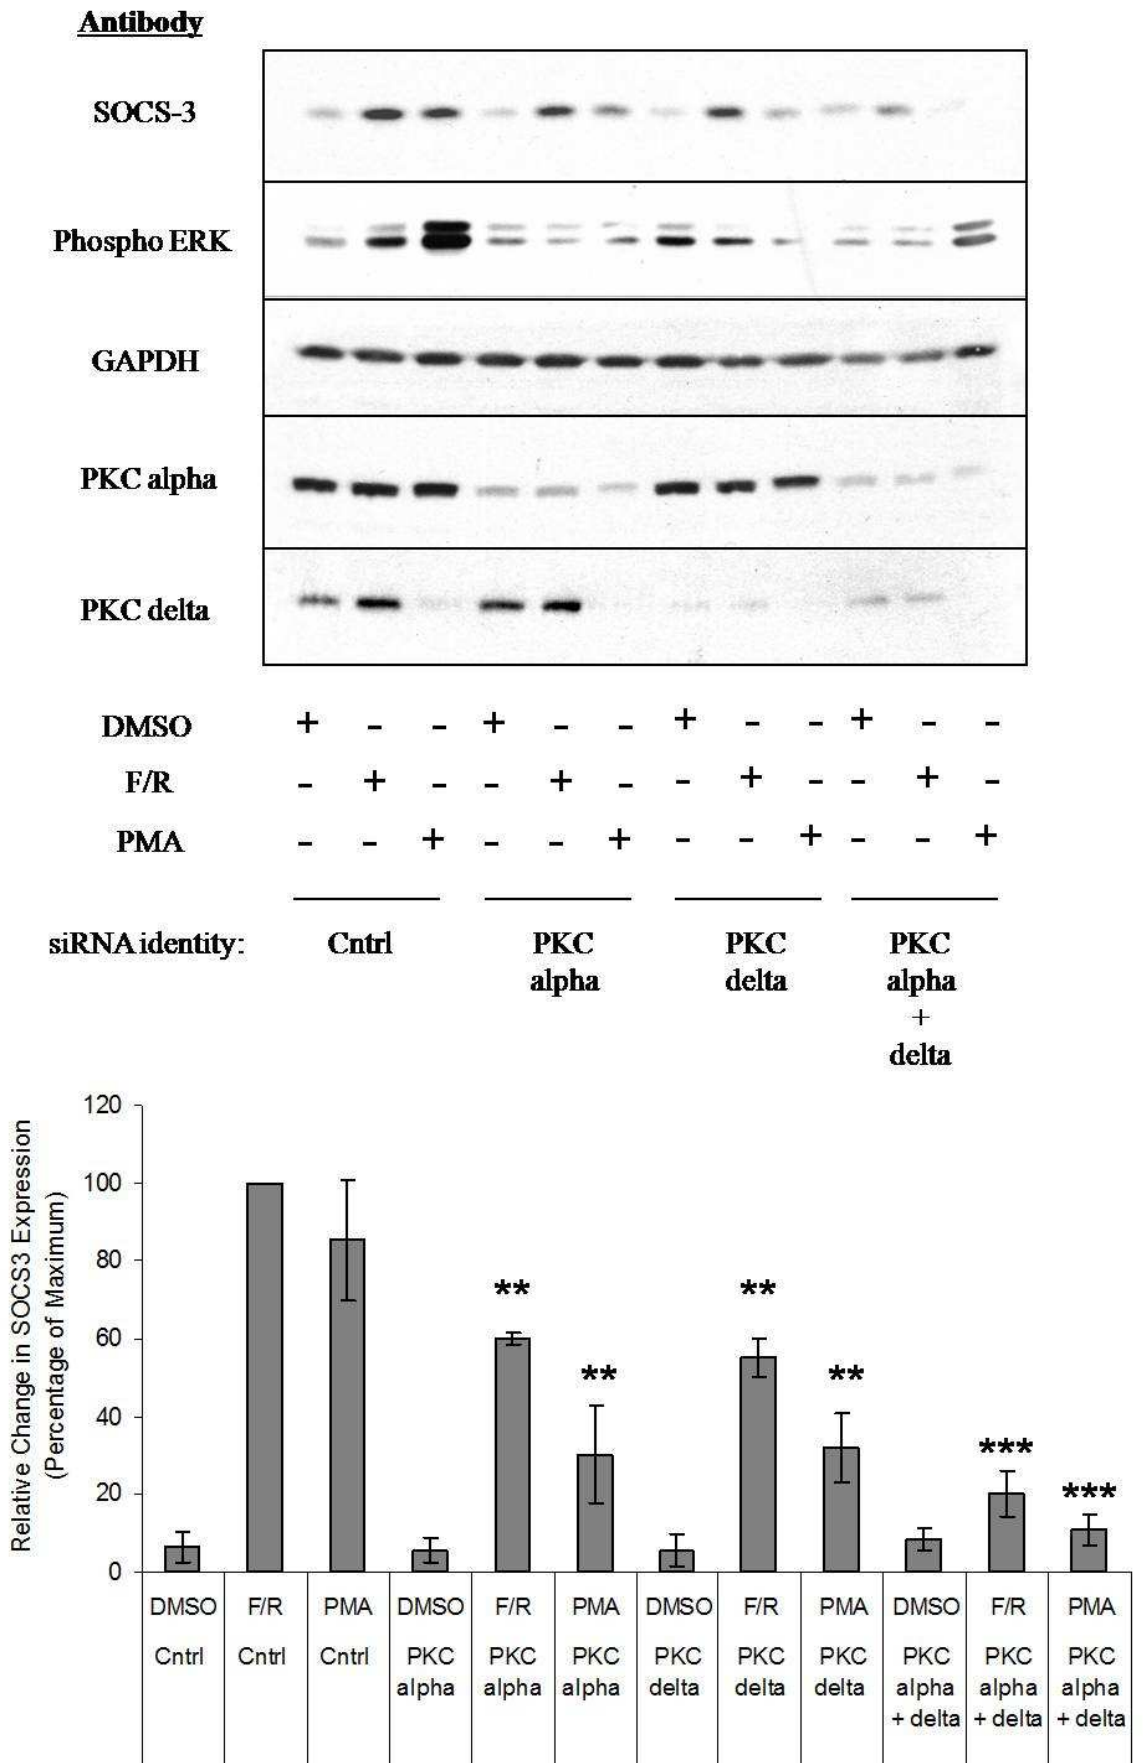 Antibody
SOCS-3
Phospho ERK
GAPDH
PKC alpha
PKC delta
DMSO + - - + - - + - - + - -
F/R - + - - + - - + - - + -
PMA - - + - - + - - + - - +
siRNA identity: Cntrl PKC PKC PKC
alpha delta alpha
+
delta
Relative Change in SOCS3 Expression
(Percentage of Maximum)
120
100
80
60
40
20
0
** ** ** ** *** ***
DMSO F/R PMA DMSO F/R PMA DMSO F/R PMA DMSO F/R PMA
Cntrl Cntrl Cntrl PKC PKC PKC PKC PKC PKC PKC PKC PKC
alpha alpha alpha delta delta delta alpha alpha alpha
+ delta + delta + delta